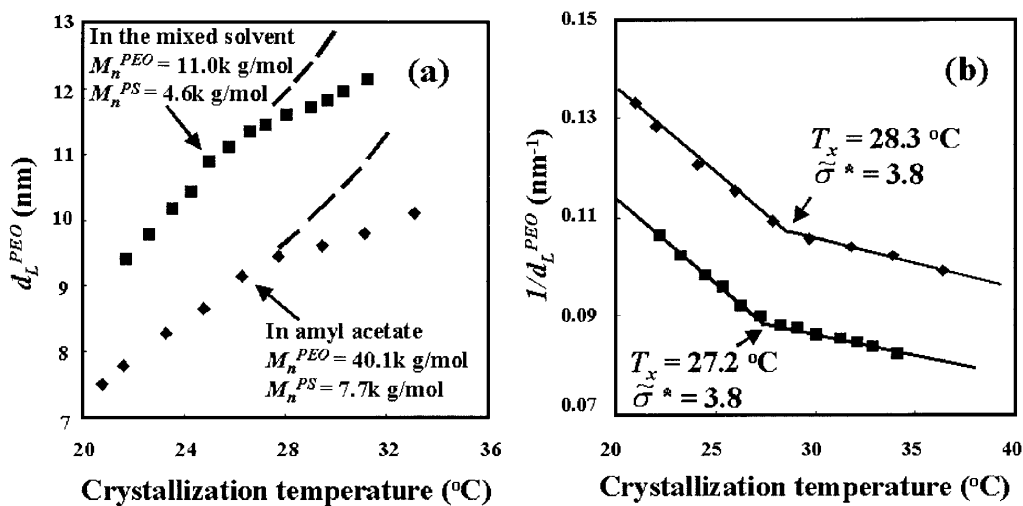 13
12
11
10
9
8
7
d_L^PEO (nm)
In the mixed solvent
M_n^PEO = 11.0k g/mol
M_n^PS = 4.6k g/mol
(a)
In amyl acetate
M_n^PEO = 40.1k g/mol
M_n^PS = 7.7k g/mol
20 24 28 32 36
Crystallization temperature (°C)
0.15
0.13
0.11
0.09
0.07
1/d_L^PEO (nm⁻¹)
(b)
T_x = 28.3 °C
σ̃ * = 3.8
T_x = 27.2 °C
σ̃ * = 3.8
20 25 30 35 40
Crystallization temperature (°C)